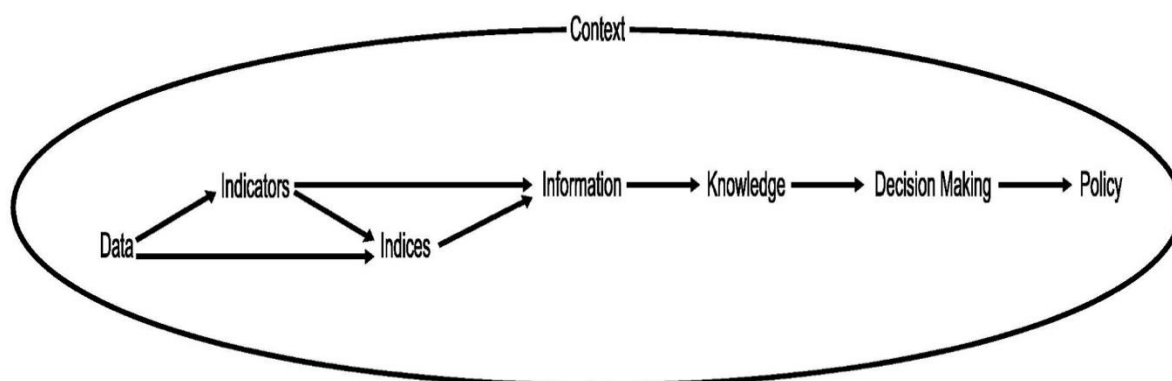 Context
Indicators Information Knowledge Decision Making Policy
Data Indices